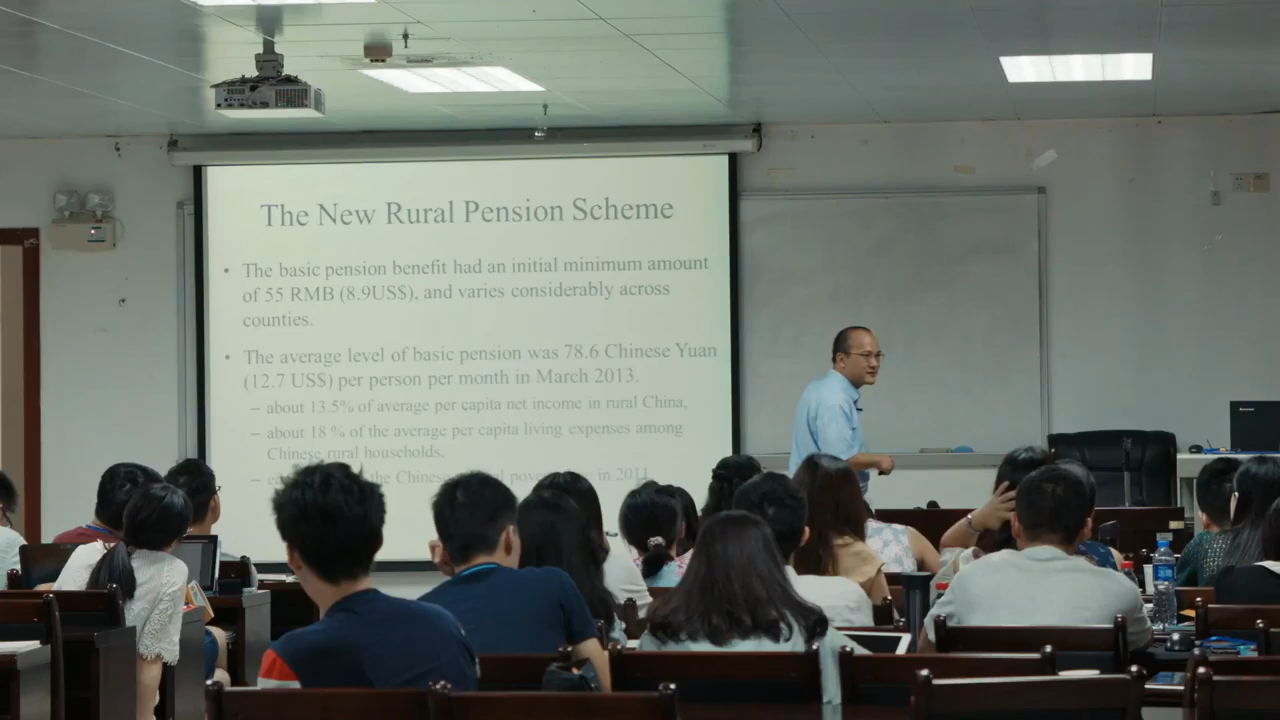 The New Rural Pension Scheme
• The basic pension benefit had an initial minimum amount
of 55 RMB (8.9US$), and varies considerably across
counties.
• The average level of basic pension was 78.6 Chinese Yuan
(12.7 US$) per person per month in March 2013.
– about 13.5% of average per capita net income in rural China,
– about 18 % of the average per capita living expenses among
Chinese rural households.
– the Chinese in 2011